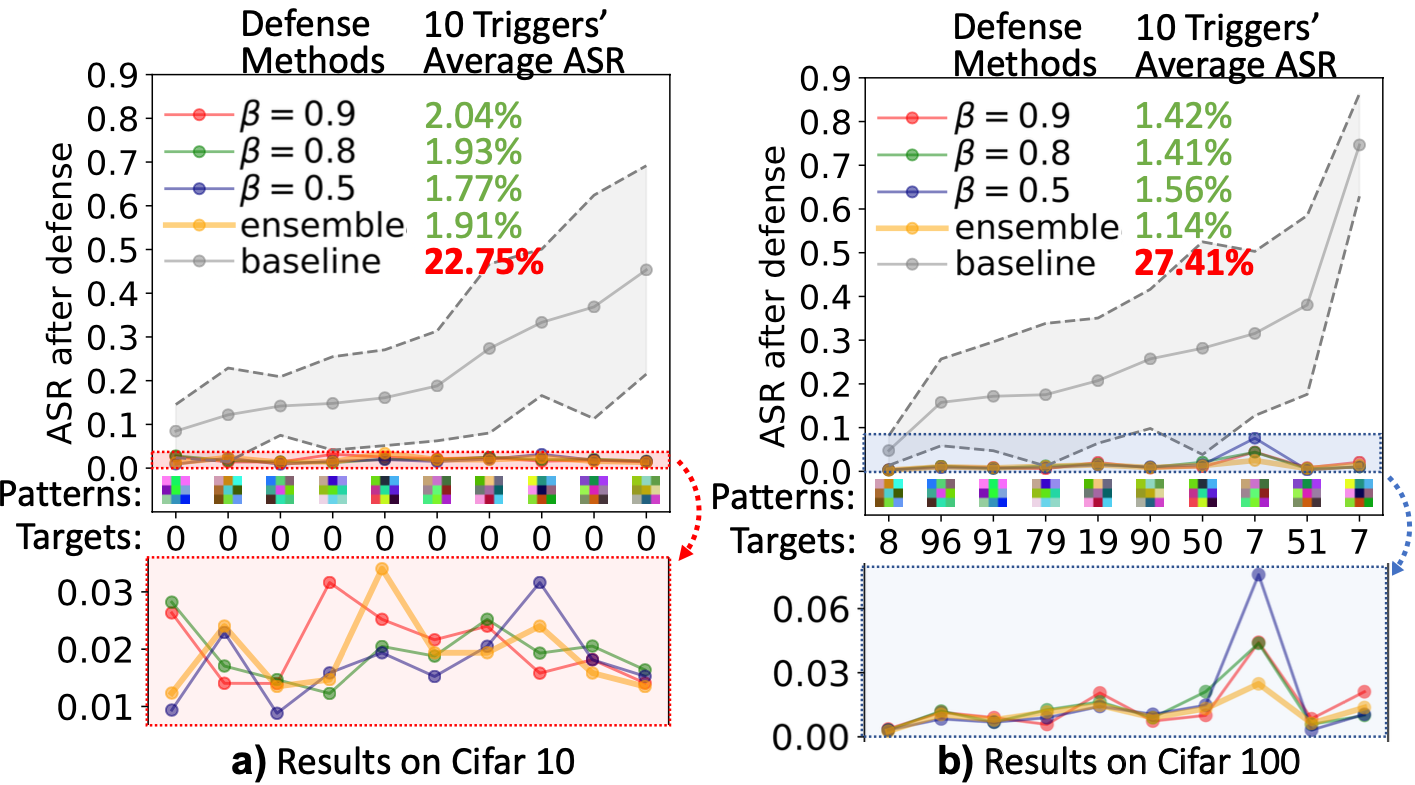 Defense
Methods
10 Triggers’
Average ASR
ASR after defense
0.9
0.8
0.7
0.6
0.5
0.4
0.3
0.2
0.1
0.0
β = 0.9 2.04%
β = 0.8 1.93%
β = 0.5 1.77%
ensemble 1.91%
baseline 22.75%
Patterns:
Targets: 0 0 0 0 0 0 0 0 0 0
0.03
0.02
0.01
a) Results on Cifar 10
Defense
Methods
10 Triggers’
Average ASR
ASR after defense
0.9
0.8
0.7
0.6
0.5
0.4
0.3
0.2
0.1
0.0
β = 0.9 1.42%
β = 0.8 1.41%
β = 0.5 1.56%
ensemble 1.14%
baseline 27.41%
Patterns:
Targets: 8 96 91 79 19 90 50 7 51 7
0.06
0.03
0.00
b) Results on Cifar 100